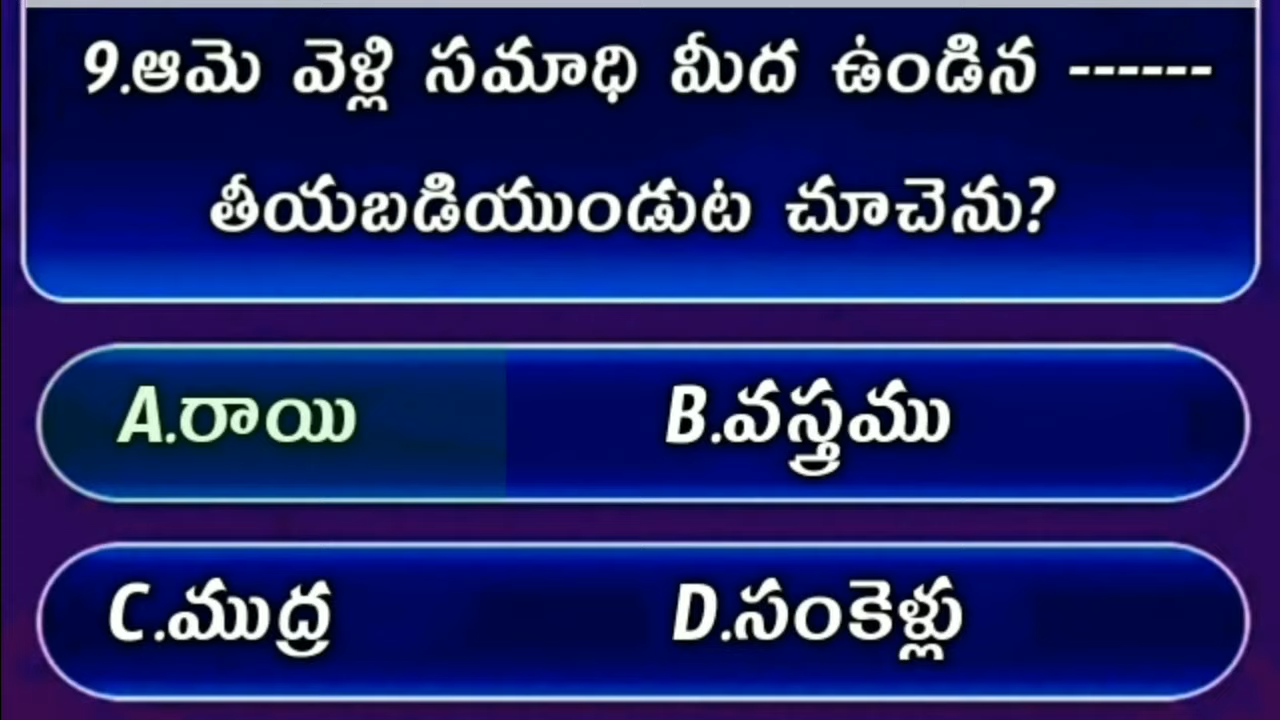 9.ఆమె వెళ్లి సమాధి మీద ఉండిన ------
తీయబడియుండుట చూచెను?
A.రాయి B.వస్త్రము
C.ముద్ర D.సంకెళ్లు